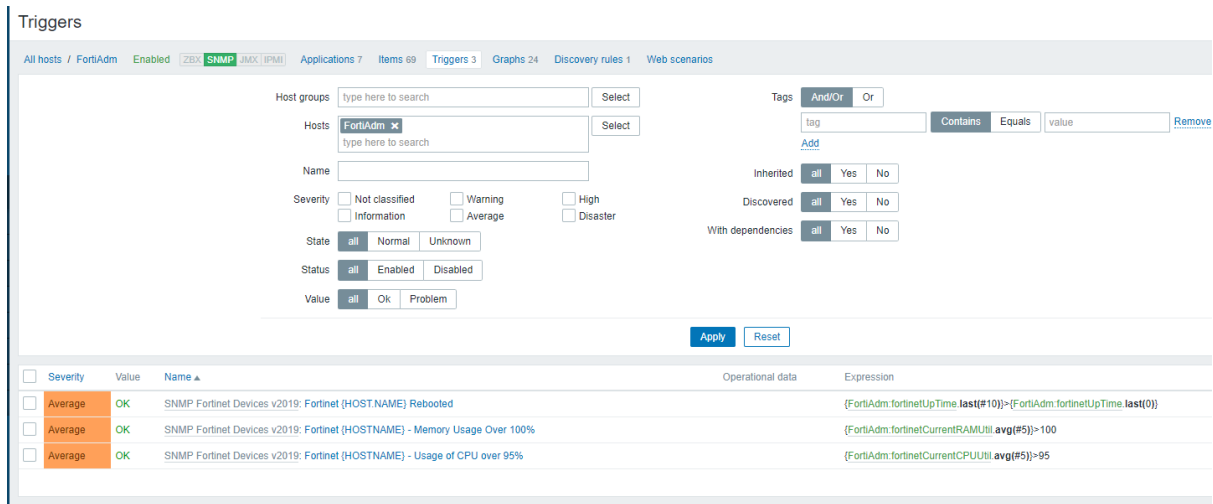 Triggers
All hosts / FortiAdm Enabled ZBX SNMP JMX IPMI Applications 7 Items 69 Triggers 3 Graphs 24 Discovery rules 1 Web scenarios
Host groups type here to search Select Tags And/Or Or
Hosts FortiAdm × Select tag Contains Equals value Remove
type here to search Add
Name
Inherited all Yes No
Severity Not classified Warning High Discovered all Yes No
Information Average Disaster
With dependencies all Yes No
State all Normal Unknown
Status all Enabled Disabled
Value all Ok Problem
Apply Reset
Severity Value Name ▲ Operational data Expression
Average OK SNMP Fortinet Devices v2019: Fortinet {HOST.NAME} Rebooted {FortiAdm:fortinetUpTime.last(#10)}>{FortiAdm:fortinetUpTime.last(0)}
Average OK SNMP Fortinet Devices v2019: Fortinet {HOSTNAME} - Memory Usage Over 100% {FortiAdm:fortinetCurrentRAMUtil.avg(#5)}>100
Average OK SNMP Fortinet Devices v2019: Fortinet {HOSTNAME} - Usage of CPU over 95% {FortiAdm:fortinetCurrentCPUUtil.avg(#5)}>95